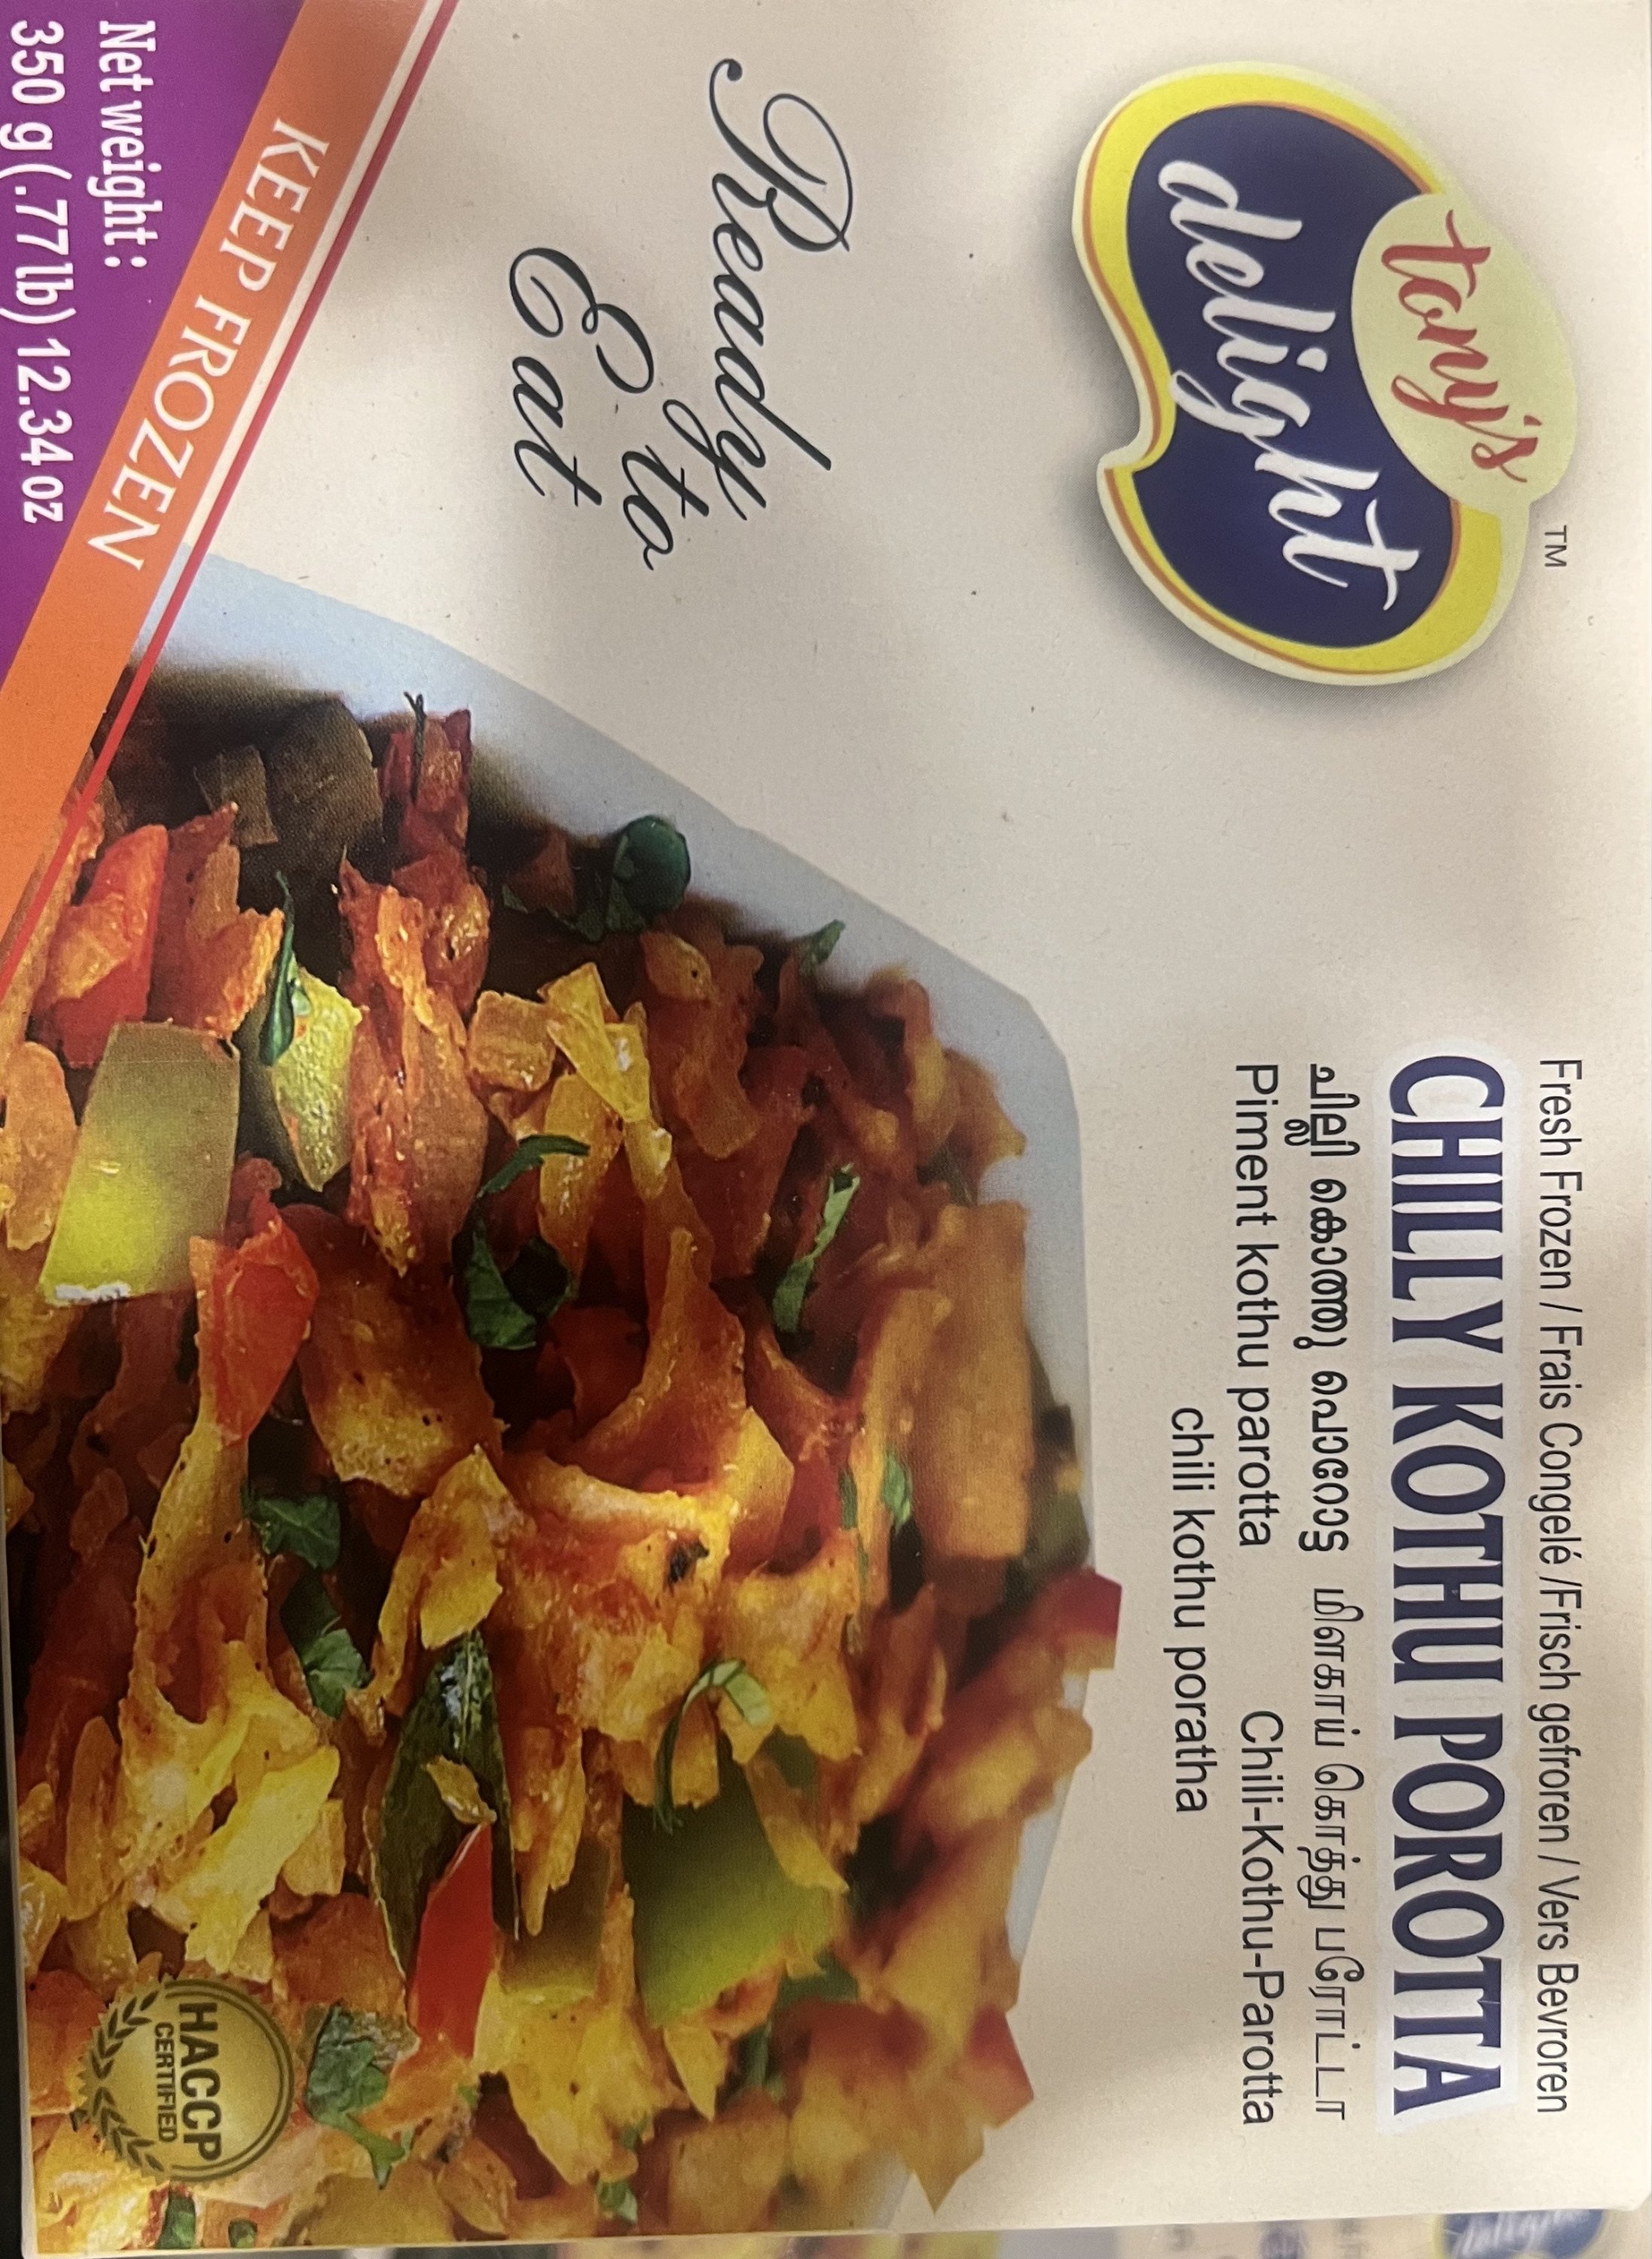 tony's
delight
TM
Fresh Frozen / Frais Congelé /Frisch gefroren / Vers Bevroren
CHILLY KOTHU POROTTA
ചില്ലി കൊത്തു പൊറോട്ട மிளகாய் கொத்து பரோட்டா
Piment kothu parotta Chili-Kothu-Parotta
chili kothu poratha
Ready to
Eat
KEEP FROZEN
Net weight :
350 g (.77lb) 12.34 oz
HACCP
CERTIFIED